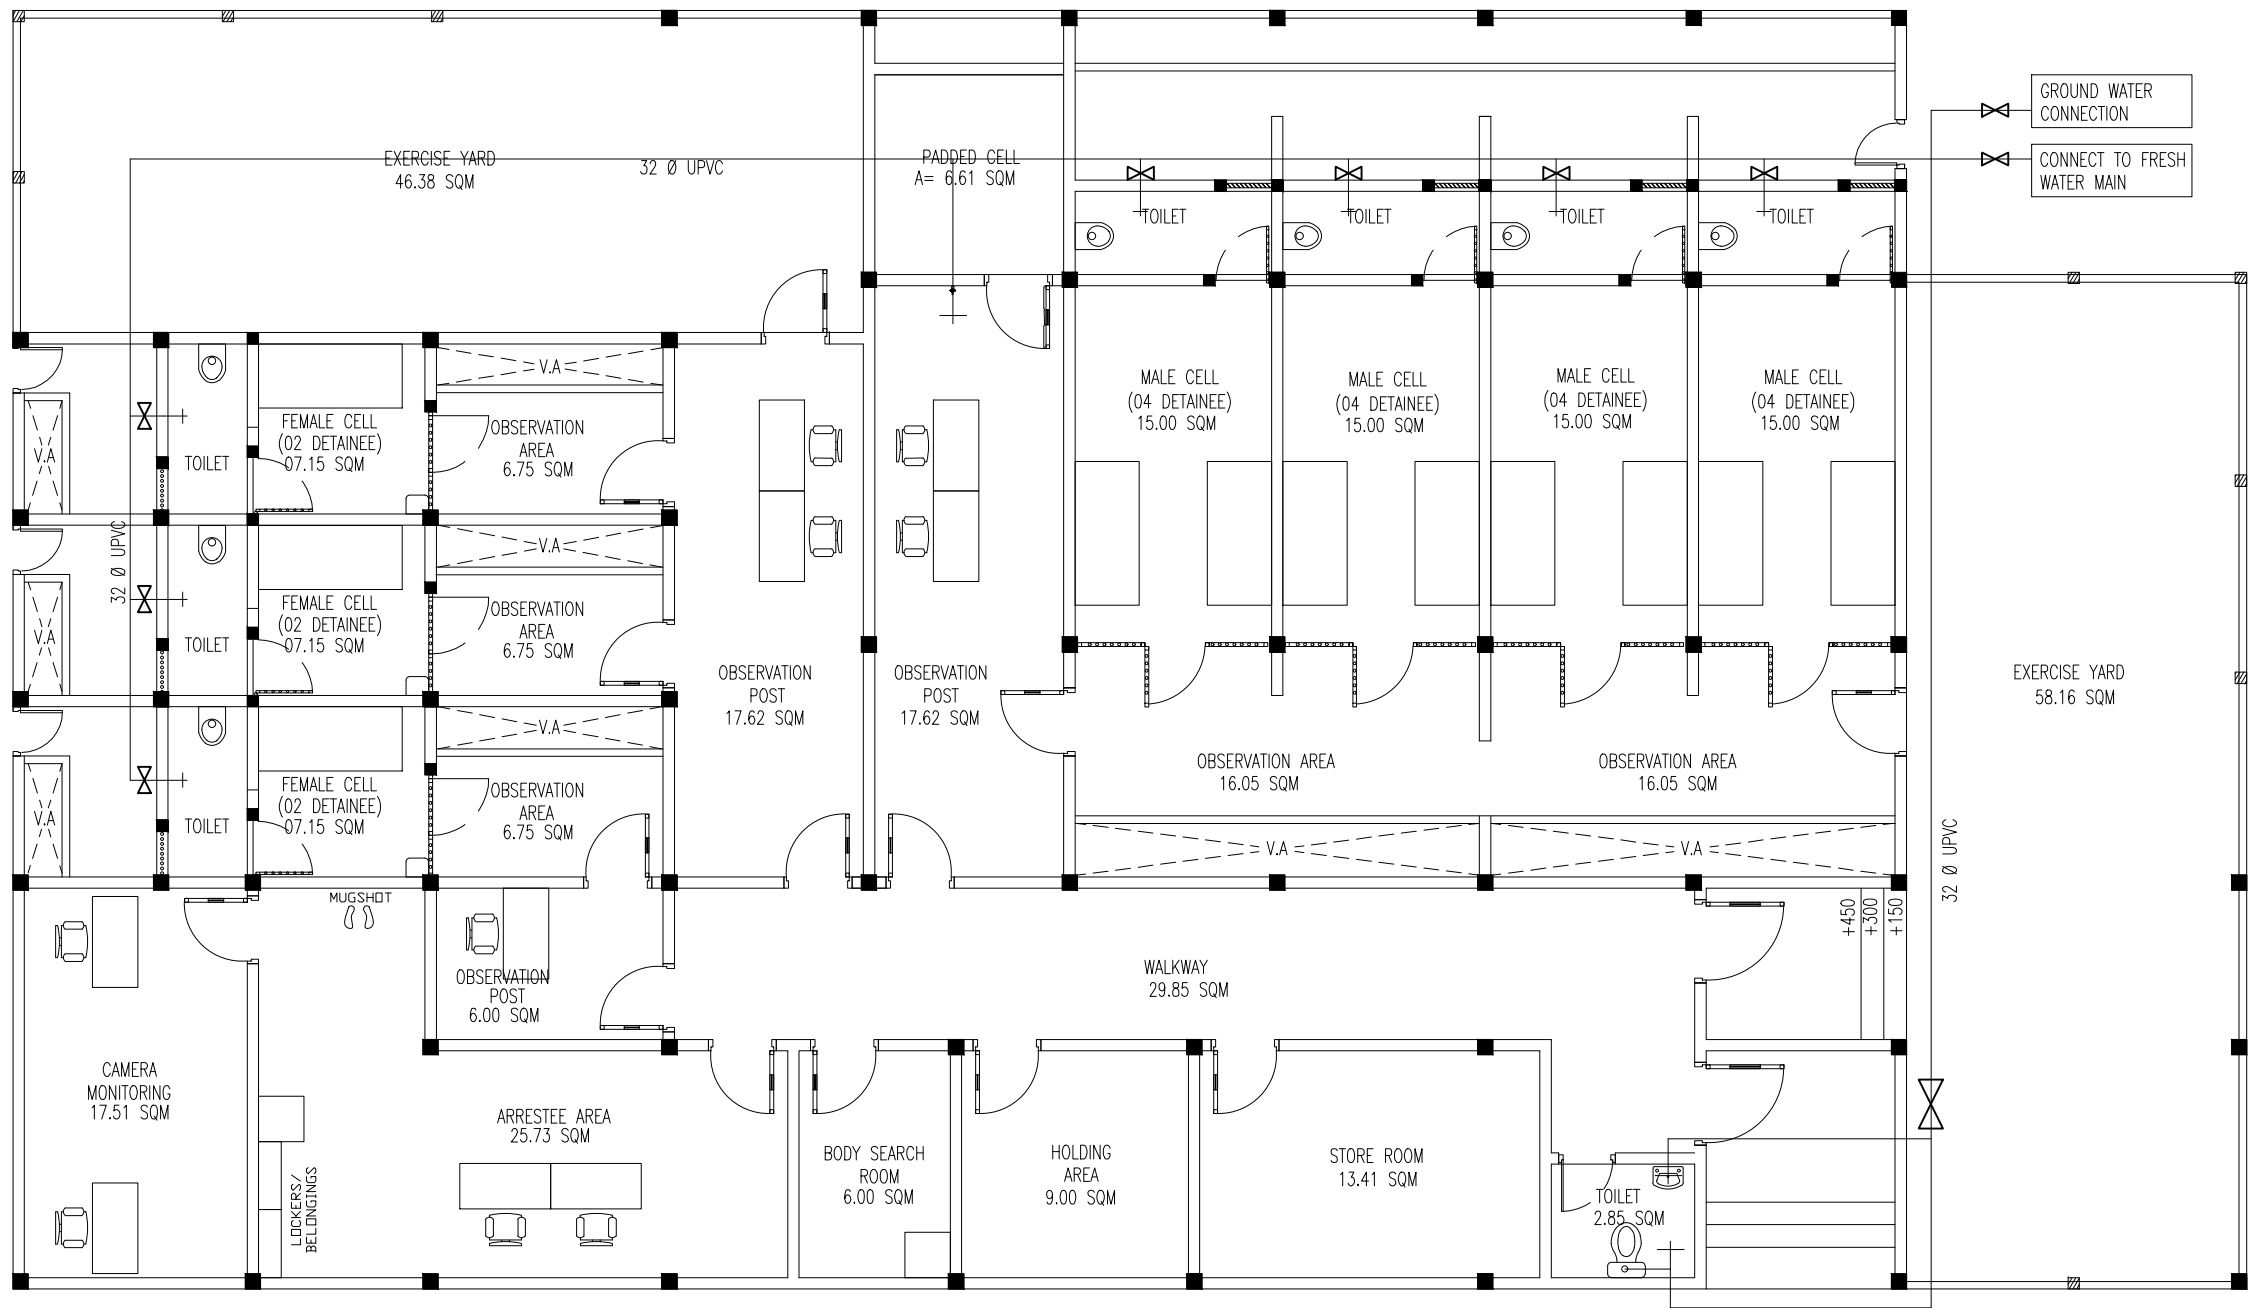 GROUND WATER
CONNECTION
CONNECT TO FRESH
WATER MAIN
EXERCISE YARD
46.38 SQM
32 Ø UPVC
PADDED CELL
A= 6.61 SQM
TOILET
TOILET
TOILET
TOILET
MALE CELL
(04 DETAINEE)
15.00 SQM
MALE CELL
(04 DETAINEE)
15.00 SQM
MALE CELL
(04 DETAINEE)
15.00 SQM
MALE CELL
(04 DETAINEE)
15.00 SQM
V.A
TOILET
FEMALE CELL
(02 DETAINEE)
07.15 SQM
V.A
OBSERVATION
AREA
6.75 SQM
32 Ø UPVC
V.A
TOILET
FEMALE CELL
(02 DETAINEE)
07.15 SQM
V.A
OBSERVATION
AREA
6.75 SQM
V.A
TOILET
FEMALE CELL
(02 DETAINEE)
07.15 SQM
V.A
OBSERVATION
AREA
6.75 SQM
OBSERVATION
POST
17.62 SQM
OBSERVATION
POST
17.62 SQM
OBSERVATION AREA
16.05 SQM
OBSERVATION AREA
16.05 SQM
V.A
V.A
EXERCISE YARD
58.16 SQM
32 Ø UPVC
MUGSHOT
OBSERVATION
POST
6.00 SQM
WALKWAY
29.85 SQM
+450
+300
+150
CAMERA
MONITORING
17.51 SQM
LOCKERS/
BELONGINGS
ARRESTEE AREA
25.73 SQM
BODY SEARCH
ROOM
6.00 SQM
HOLDING
AREA
9.00 SQM
STORE ROOM
13.41 SQM
TOILET
2.85 SQM